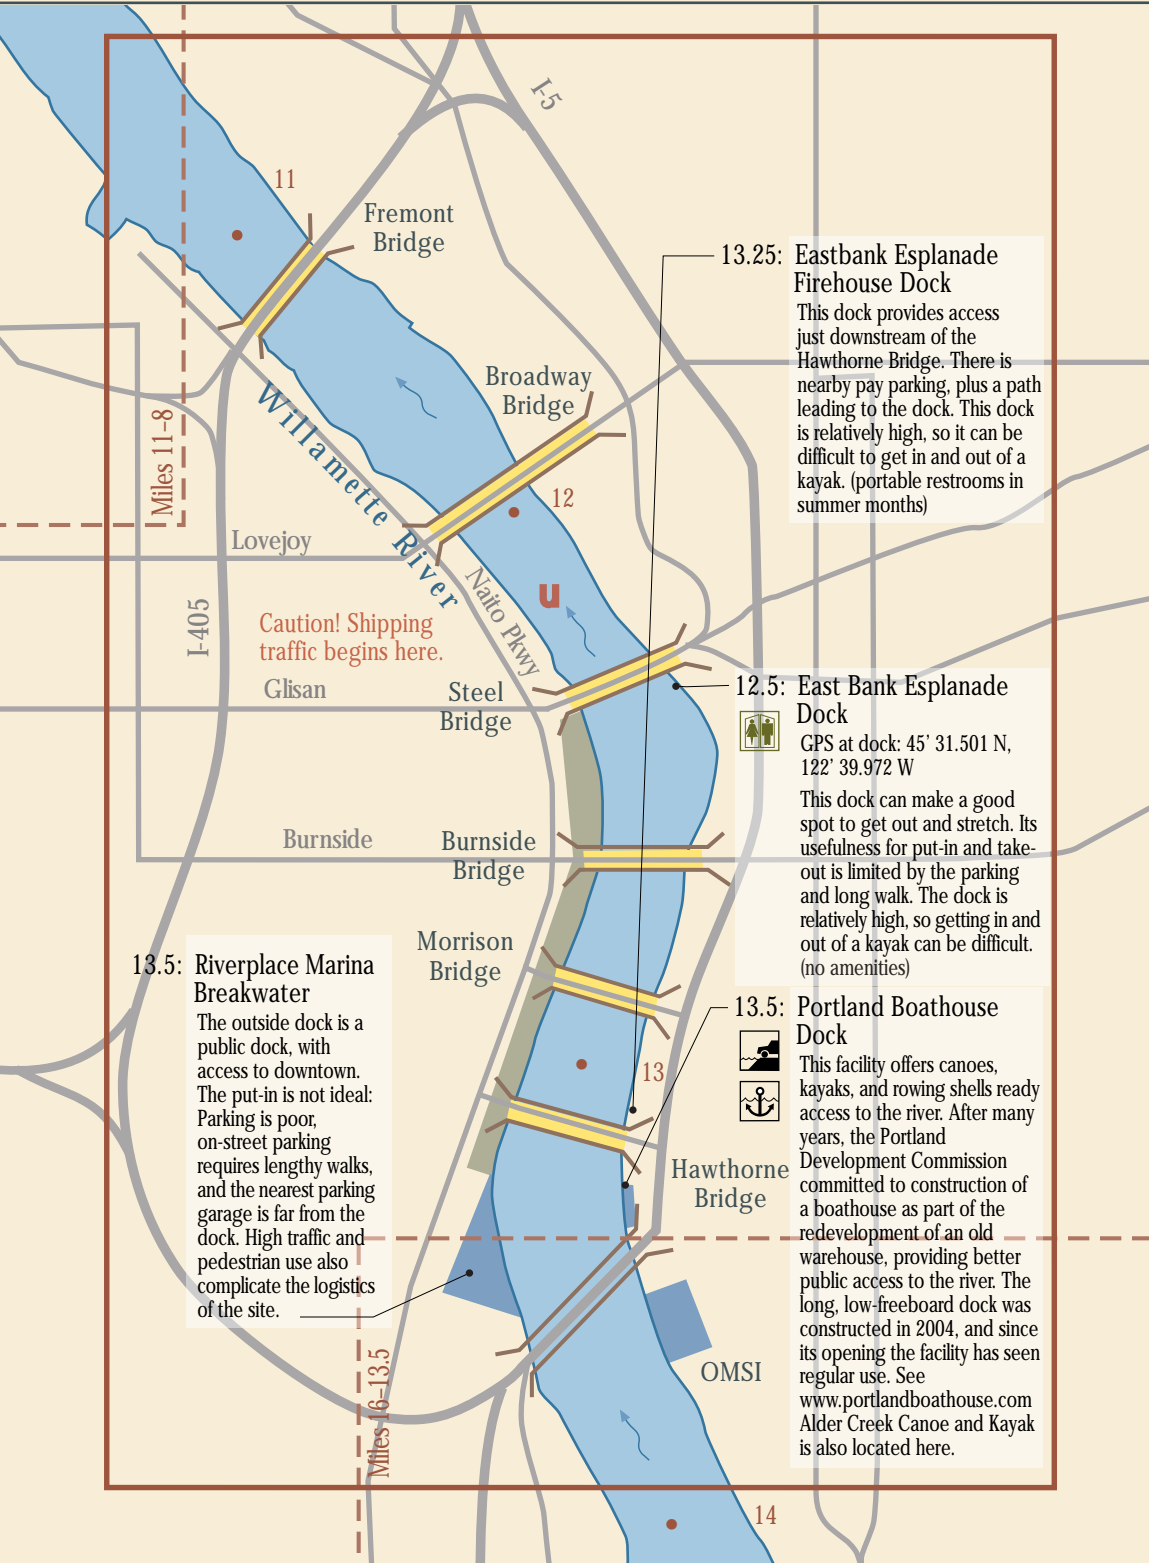 I-5
11
Fremont
Bridge
13.25: Eastbank Esplanade
Firehouse Dock
This dock provides access
just downstream of the
Hawthorne Bridge. There is
nearby pay parking, plus a path
leading to the dock. This dock
is relatively high, so it can be
difficult to get in and out of a
kayak. (portable restrooms in
summer months)
Broadway
Bridge
Willamette River
Miles 11–8
12
Lovejoy
u
Naito Pkwy
I-405
Caution! Shipping
traffic begins here.
Glisan
Steel
Bridge
12.5: East Bank Esplanade
Dock
GPS at dock: 45’ 31.501 N,
122’ 39.972 W
This dock can make a good
spot to get out and stretch. Its
usefulness for put-in and take-
out is limited by the parking
and long walk. The dock is
relatively high, so getting in and
out of a kayak can be difficult.
(no amenities)
Burnside
Burnside
Bridge
Morrison
Bridge
13.5: Riverplace Marina
Breakwater
The outside dock is a
public dock, with
access to downtown.
The put-in is not ideal:
Parking is poor,
on-street parking
requires lengthy walks,
and the nearest parking
garage is far from the
dock. High traffic and
pedestrian use also
complicate the logistics
of the site.
13.5: Portland Boathouse
Dock
This facility offers canoes,
kayaks, and rowing shells ready
access to the river. After many
years, the Portland
Development Commission
committed to construction of
a boathouse as part of the
redevelopment of an old
warehouse, providing better
public access to the river. The
long, low-freeboard dock was
constructed in 2004, and since
its opening the facility has seen
regular use. See
www.portlandboathouse.com
Alder Creek Canoe and Kayak
is also located here.
13
Hawthorne
Bridge
OMSI
Miles 16–13.5
14